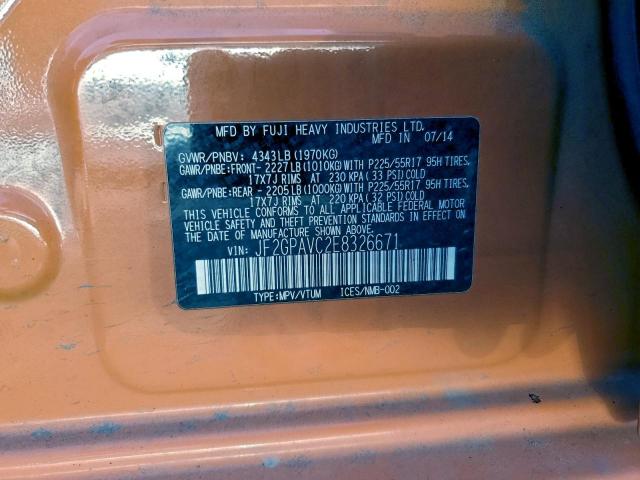 MFD BY FUJI HEAVY INDUSTRIES LTD.
MFD IN 07/14
GVWR/PNBV: 4343LB(1970KG)
GAWR/PNBE:FRONT- 2227LB(1010KG)WITH P225/55R17 95H TIRES,
17X7J RIMS AT 230 KPA(33 PSI)COLD
GAWR/PNBE:REAR - 2205LB(1000KG)WITH P225/55R17 95H TIRES,
17X7J RIMS AT 220 KPA(32 PSI)COLD
THIS VEHICLE CONFORMS TO ALL APPLICABLE FEDERAL MOTOR
VEHICLE SAFETY AND THEFT PREVENTION STANDARDS IN EFFECT ON
THE DATE OF MANUFACTURE SHOWN ABOVE.
VIN: JF2GPAVC2E8326671
TYPE:MPV/VTUM ICES/NMB-002